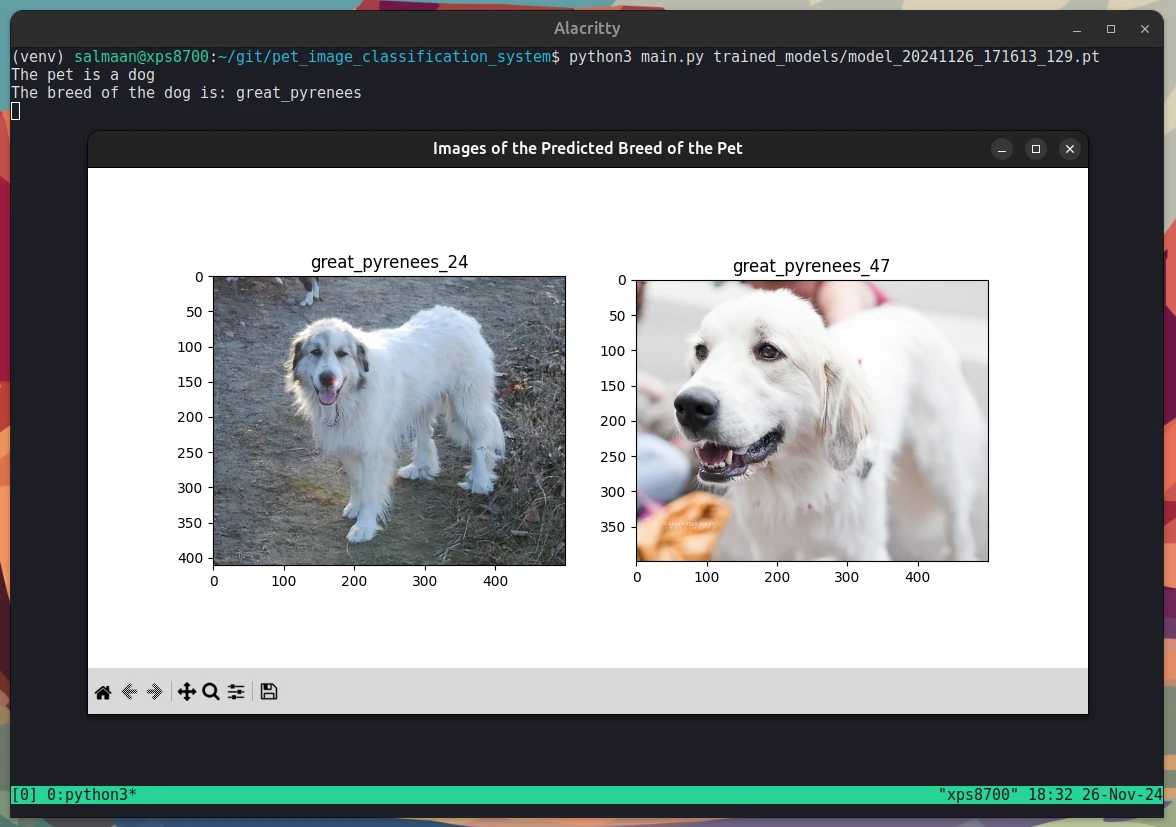 Alacritty
(venv) salmaan@xps8700:~/git/pet_image_classification_system$ python3 main.py trained_models/model_20241126_171613_129.pt
The pet is a dog
The breed of the dog is: great_pyrenees
Images of the Predicted Breed of the Pet
great_pyrenees_24
0
50
100
150
200
250
300
350
400
0 100 200 300 400
great_pyrenees_47
0
50
100
150
200
250
300
350
0 100 200 300 400
[0] 0:python3* "xps8700" 18:32 26-Nov-24